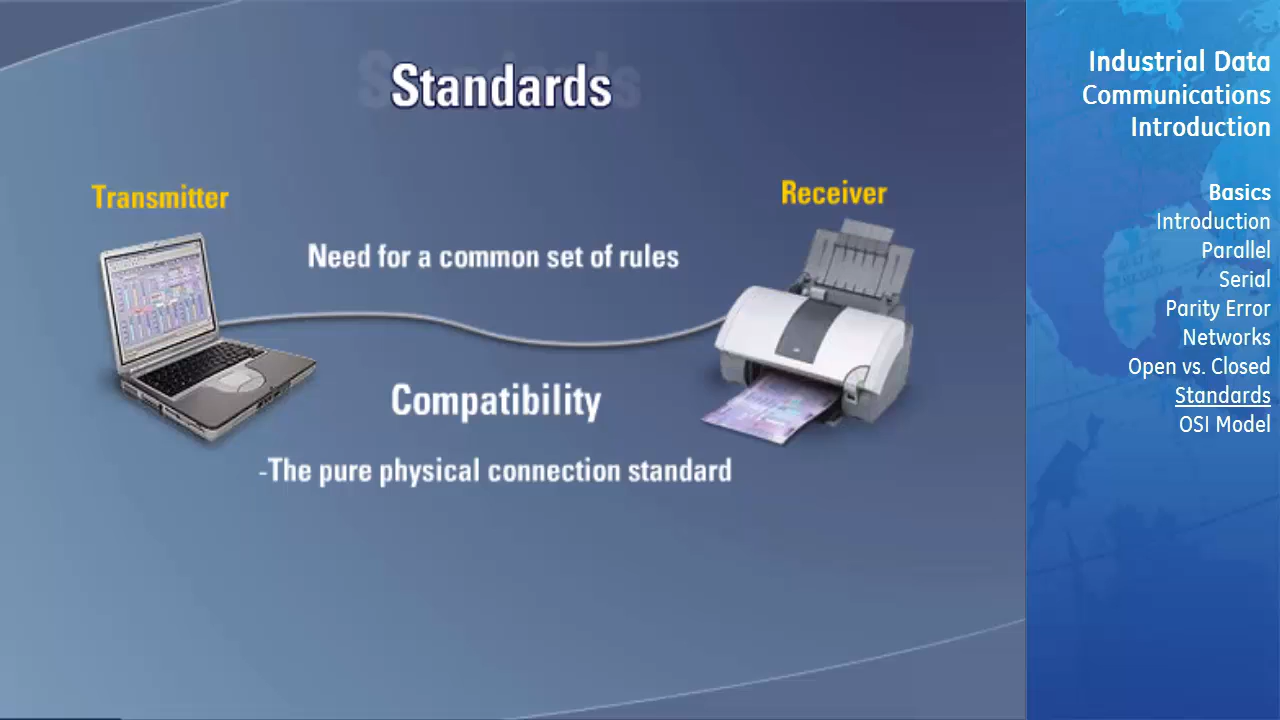 Standards
Transmitter
Receiver
Need for a common set of rules
Compatibility
-The pure physical connection standard
Industrial Data
Communications
Introduction
Basics
Introduction
Parallel
Serial
Parity Error
Networks
Open vs. Closed
Standards
OSI Model